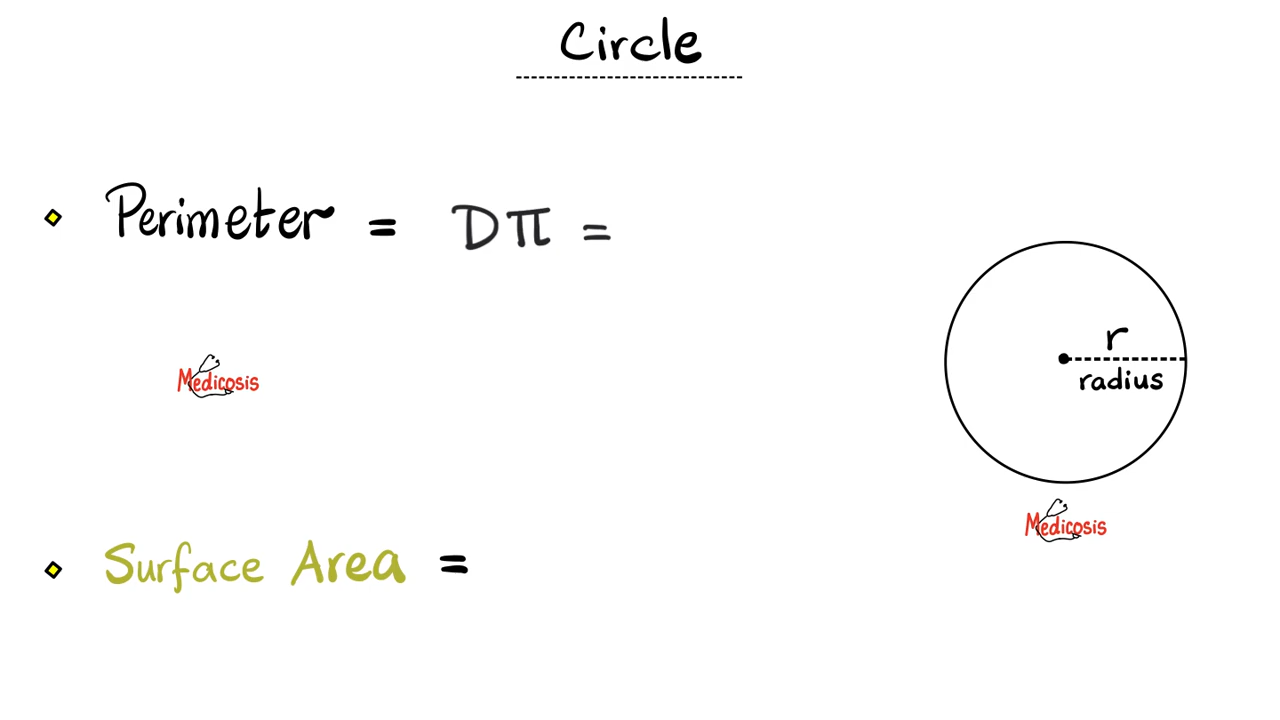 Circle
Perimeter = Dπ =
r
radius
Medicosis
Medicosis
Surface Area =